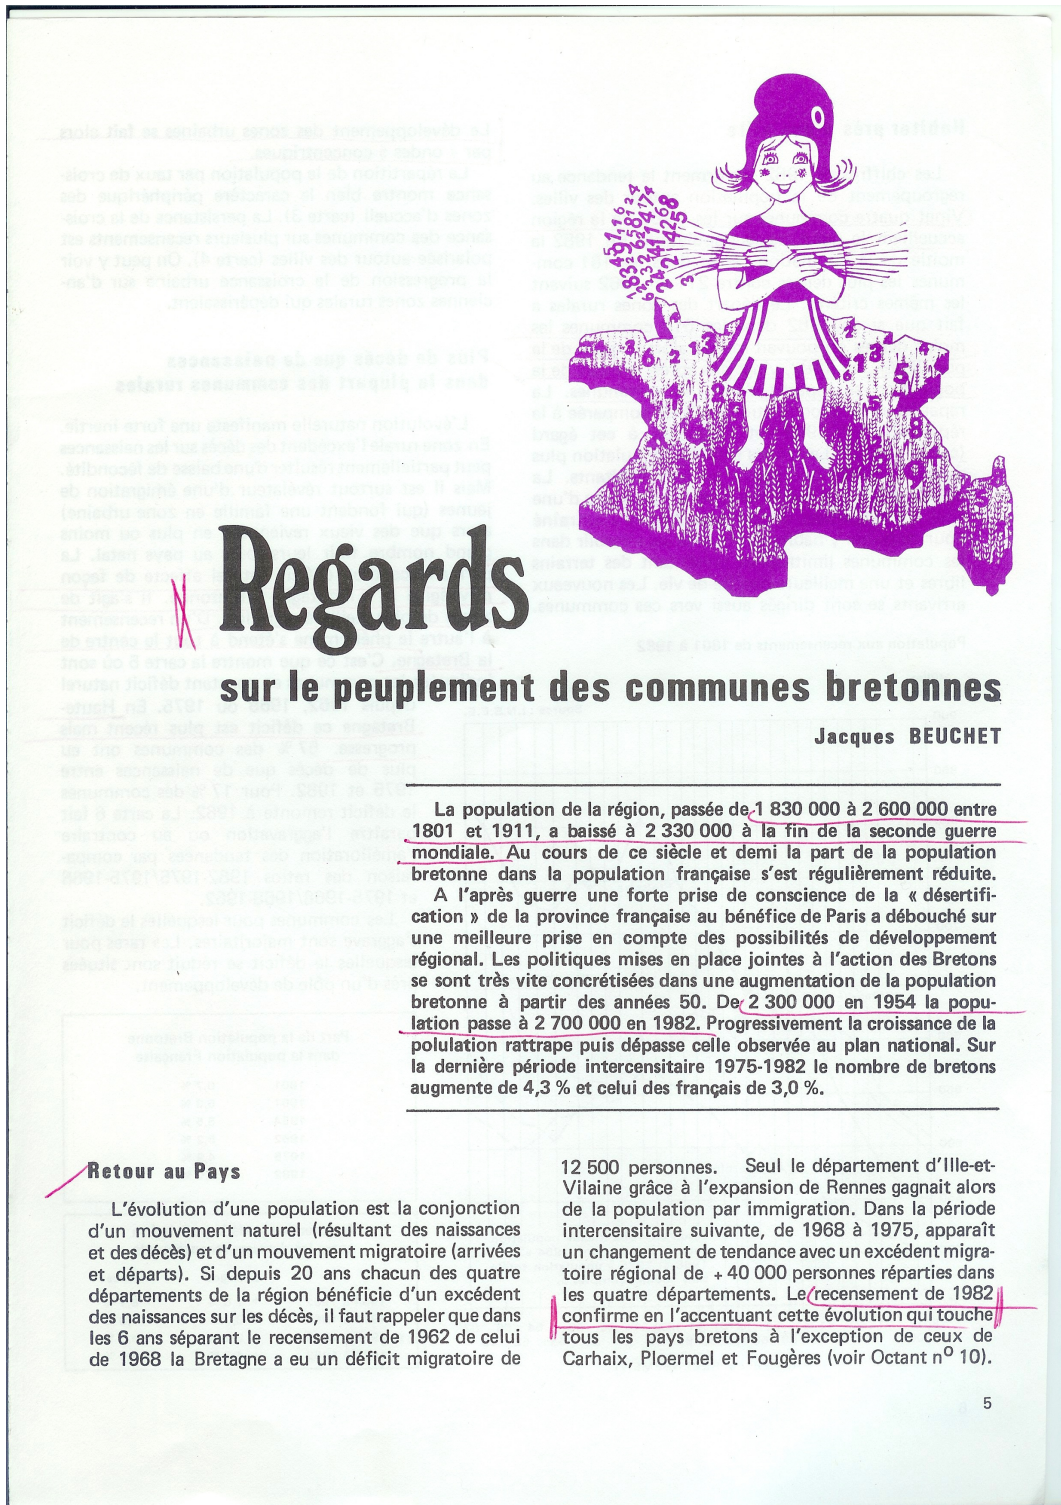 Regards
sur le peuplement des communes bretonnes
Jacques BEUCHET
La population de la région, passée de 1 830 000 à 2 600 000 entre
1801 et 1911, a baissé à 2 330 000 à la fin de la seconde guerre
mondiale. Au cours de ce siècle et demi la part de la population
bretonne dans la population française s'est régulièrement réduite.
A l'après guerre une forte prise de conscience de la « désertifi-
cation » de la province française au bénéfice de Paris a débouché sur
une meilleure prise en compte des possibilités de développement
régional. Les politiques mises en place jointes à l'action des Bretons
se sont très vite concrétisées dans une augmentation de la population
bretonne à partir des années 50. De 2 300 000 en 1954 la popu-
lation passe à 2 700 000 en 1982. Progressivement la croissance de la
polulation rattrape puis dépasse celle observée au plan national. Sur
la dernière période intercensitaire 1975-1982 le nombre de bretons
augmente de 4,3 % et celui des français de 3,0 %.
Retour au Pays
L'évolution d'une population est la conjonction
d'un mouvement naturel (résultant des naissances
et des décès) et d'un mouvement migratoire (arrivées
et départs). Si depuis 20 ans chacun des quatre
départements de la région bénéficie d'un excédent
des naissances sur les décès, il faut rappeler que dans
les 6 ans séparant le recensement de 1962 de celui
de 1968 la Bretagne a eu un déficit migratoire de
12 500 personnes. Seul le département d'Ille-et-
Vilaine grâce à l'expansion de Rennes gagnait alors
de la population par immigration. Dans la période
intercensitaire suivante, de 1968 à 1975, apparaît
un changement de tendance avec un excédent migra-
toire régional de + 40 000 personnes réparties dans
les quatre départements. Le recensement de 1982
confirme en l'accentuant cette évolution qui touche
tous les pays bretons à l'exception de ceux de
Carhaix, Ploermel et Fougères (voir Octant nº 10).
5